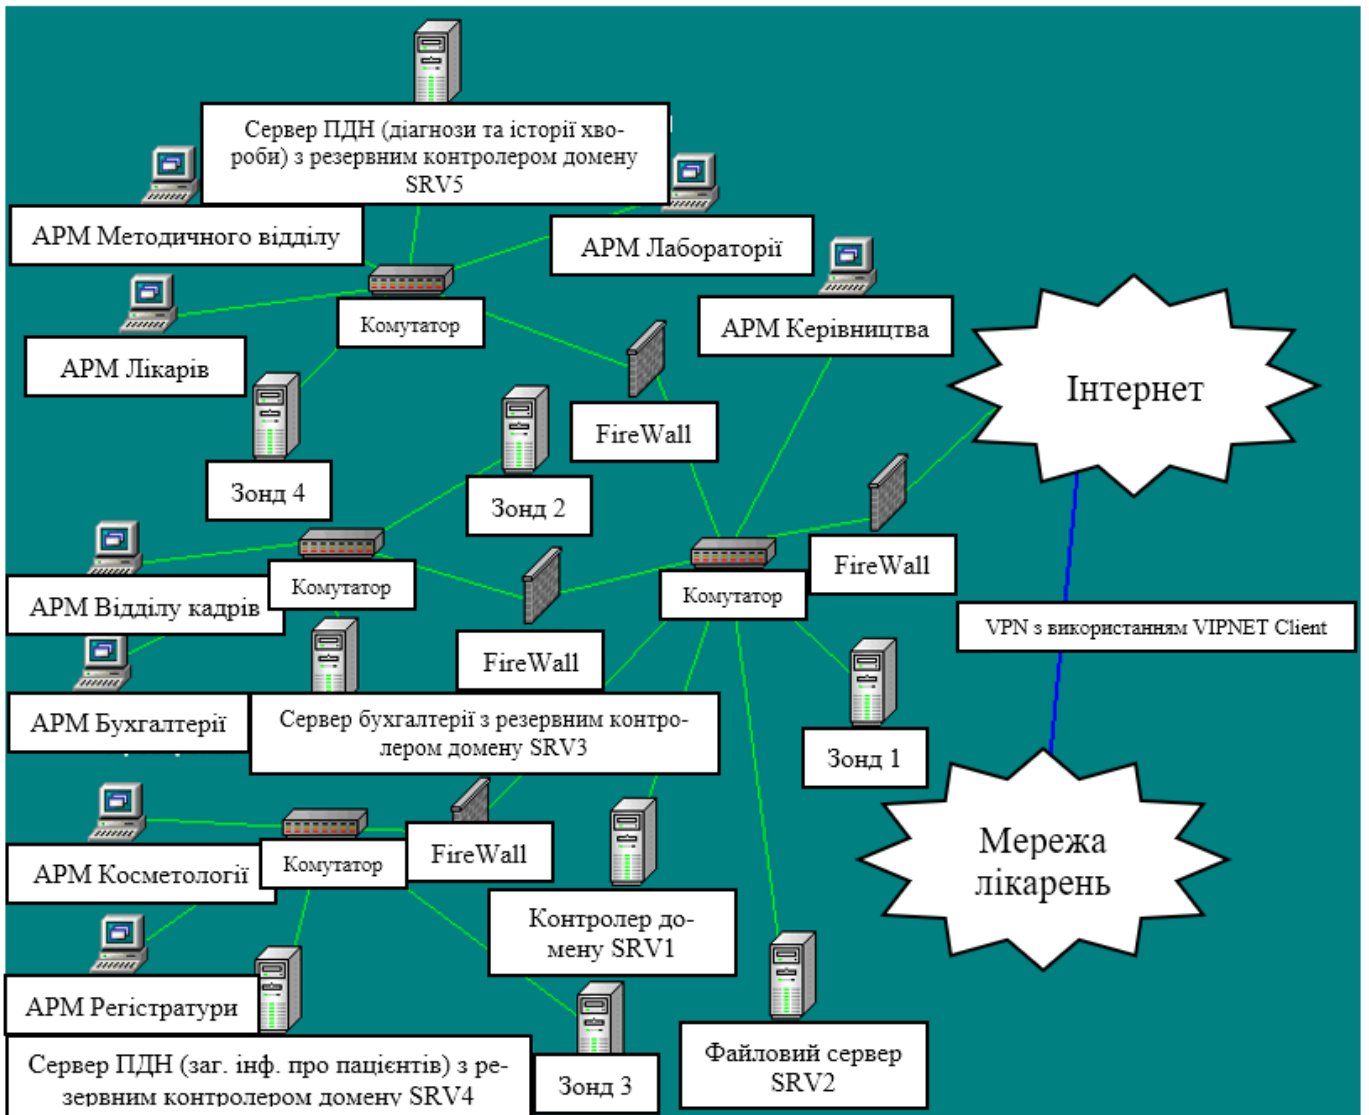 Сервер ПДН (діагнози та історії хво-
роби) з резервним контролером домену
SRV5
АРМ Методичного відділу
АРМ Лабораторії
АРМ Керівництва
Комутатор
АРМ Лікарів
Інтернет
FireWall
Зонд 4
Зонд 2
FireWall
Комутатор
Комутатор
АРМ Відділу кадрів
VPN з використанням VIPNET Client
FireWall
АРМ Бухгалтерії
Сервер бухгалтерії з резервним контро-
лером домену SRV3
Зонд 1
FireWall
Комутатор
АРМ Косметології
Мережа
лікарень
Контролер до-
мену SRV1
АРМ Регістратури
Файловий сервер
SRV2
Сервер ПДН (заг. інф. про пацієнтів) з ре-
зервним контролером домену SRV4
Зонд 3